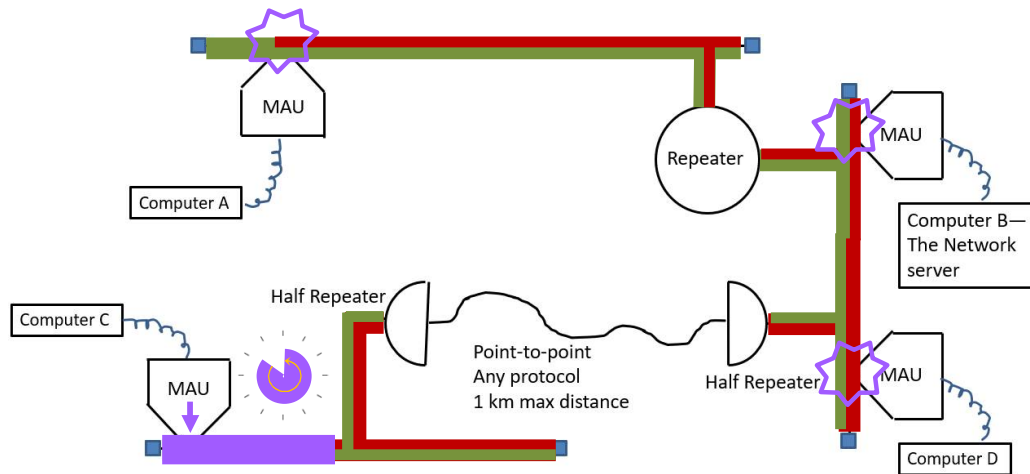 MAU
Computer A
Repeater
MAU
Computer B—
The Network
server
Half Repeater
Computer C
MAU
Point-to-point
Any protocol
1 km max distance
Half Repeater
MAU
Computer D